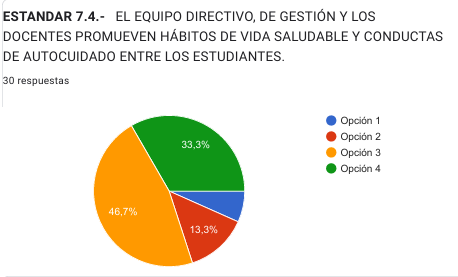 ESTANDAR 7.4.- EL EQUIPO DIRECTIVO, DE GESTIÓN Y LOS
DOCENTES PROMUEVEN HÁBITOS DE VIDA SALUDABLE Y CONDUCTAS
DE AUTOCUIDADO ENTRE LOS ESTUDIANTES.
30 respuestas
Opción 1
Opción 2
Opción 3
Opción 4
33,3%
46,7%
13,3%